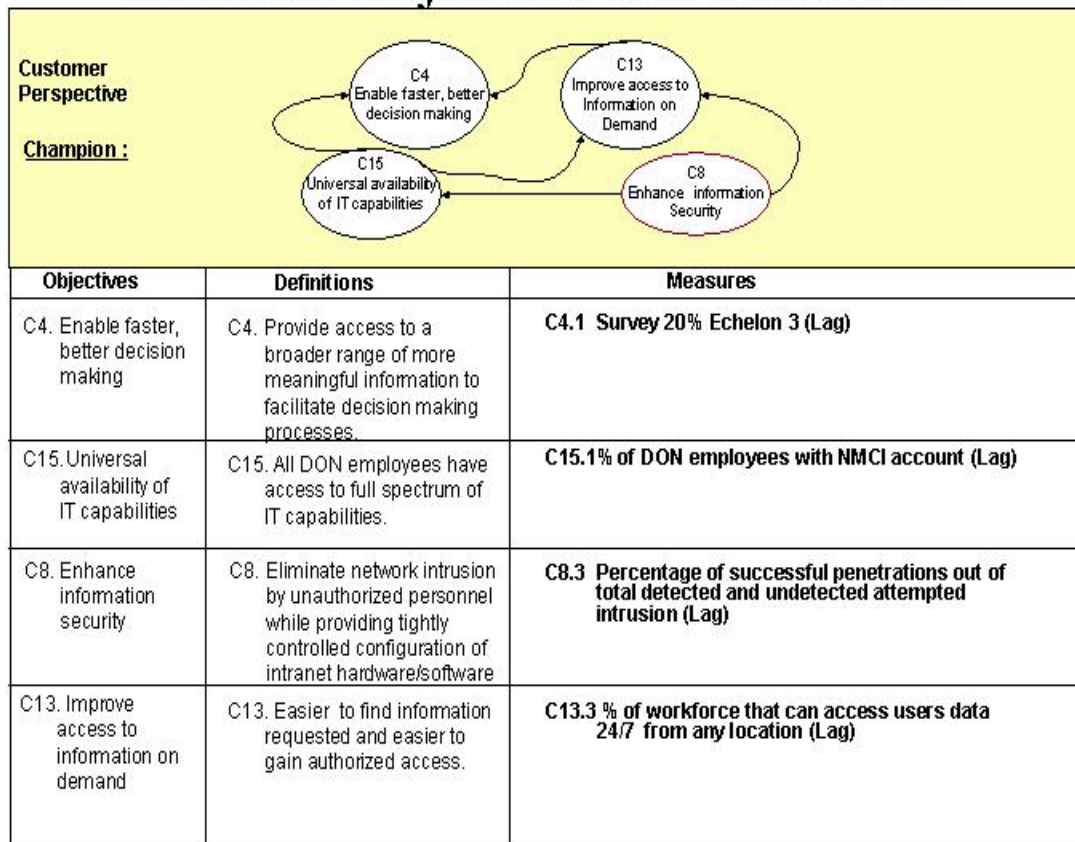 Customer
Perspective
Champion :
C4
Enable faster, better
decision making
C13
Improve access to
Information on
Demand
C15
Universal availability
of IT capabilities
C8
Enhance information
Security
Objectives
Definitions
Measures
C4. Enable faster,
better decision
making
C4. Provide access to a
broader range of more
meaningful information to
facilitate decision making
processes.
C4.1 Survey 20% Echelon 3 (Lag)
C15.Universal
availability of
IT capabilities
C15. All DON employees have
access to full spectrum of
IT capabilities.
C15.1% of DON employees with NMCI account (Lag)
C8. Enhance
information
security
C8. Eliminate network intrusion
by unauthorized personnel
while providing tightly
controlled configuration of
intranet hardware/software
C8.3 Percentage of successful penetrations out of
total detected and undetected attempted
intrusion (Lag)
C13. Improve
access to
information on
demand
C13. Easier to find information
requested and easier to
gain authorized access.
C13.3 % of workforce that can access users data
24/7 from any location (Lag)